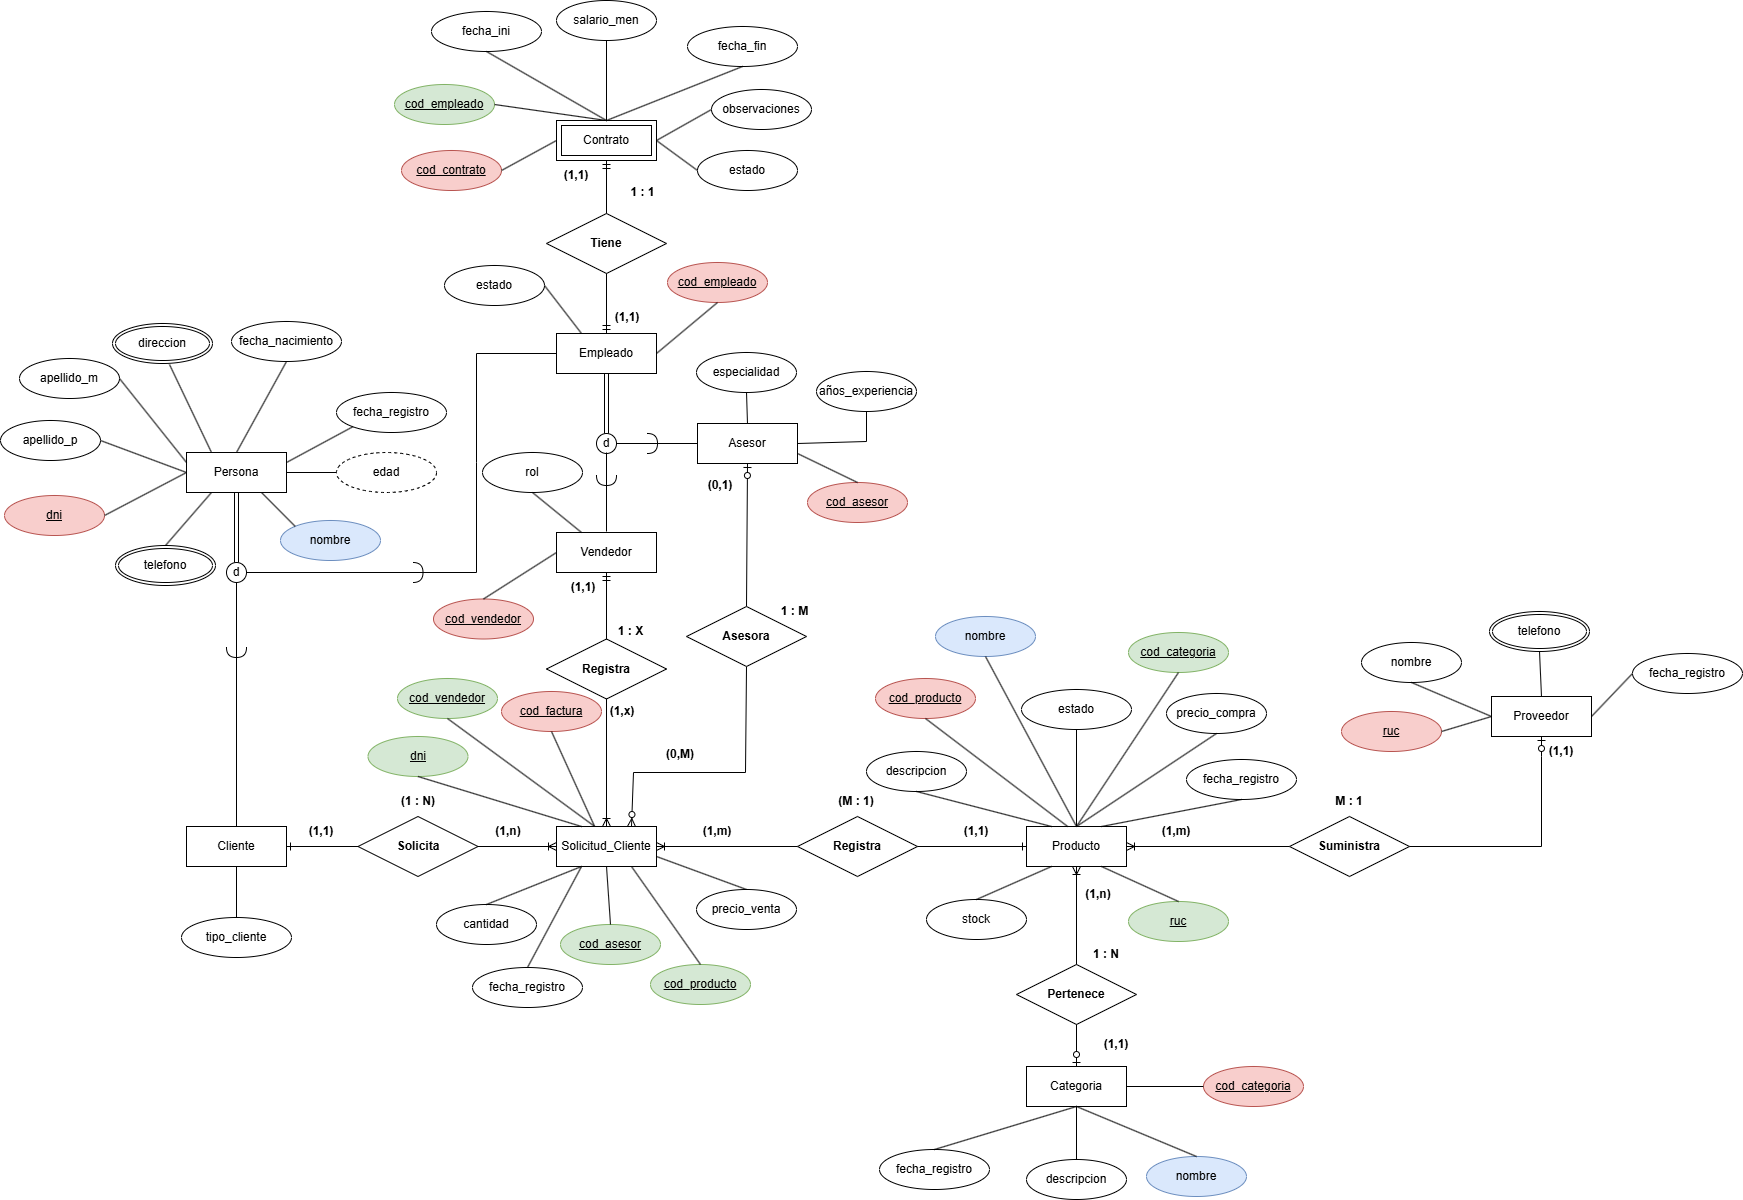 salario_men
fecha_ini
fecha_fin
cod_empleado
observaciones
Contrato
cod_contrato
estado
(1,1)
1 : 1
Tiene
estado
cod_empleado
(1,1)
Empleado
direccion
fecha_nacimiento
apellido_m
fecha_registro
apellido_p
Persona
edad
dni
nombre
telefono
d
especialidad
años_experiencia
d
Asesor
rol
(0,1)
cod_asesor
Vendedor
(1,1)
cod_vendedor
1 : X
Registra
1 : M
Asesora
cod_vendedor
cod_factura
(1,x)
dni
(0,M)
nombre
cod_categoria
cod_producto
estado
precio_compra
descripcion
fecha_registro
telefono
nombre
fecha_registro
Proveedor
ruc
(1,1)
(1 : N)
(M : 1)
M : 1
Cliente
(1,1)
Solicita
(1,n)
Solicitud_Cliente
(1,m)
Registra
(1,1)
Producto
(1,m)
Suministra
tipo_cliente
cantidad
precio_venta
cod_asesor
fecha_registro
cod_producto
(1,n)
stock
ruc
1 : N
Pertenece
(1,1)
Categoria
cod_categoria
fecha_registro
descripcion
nombre